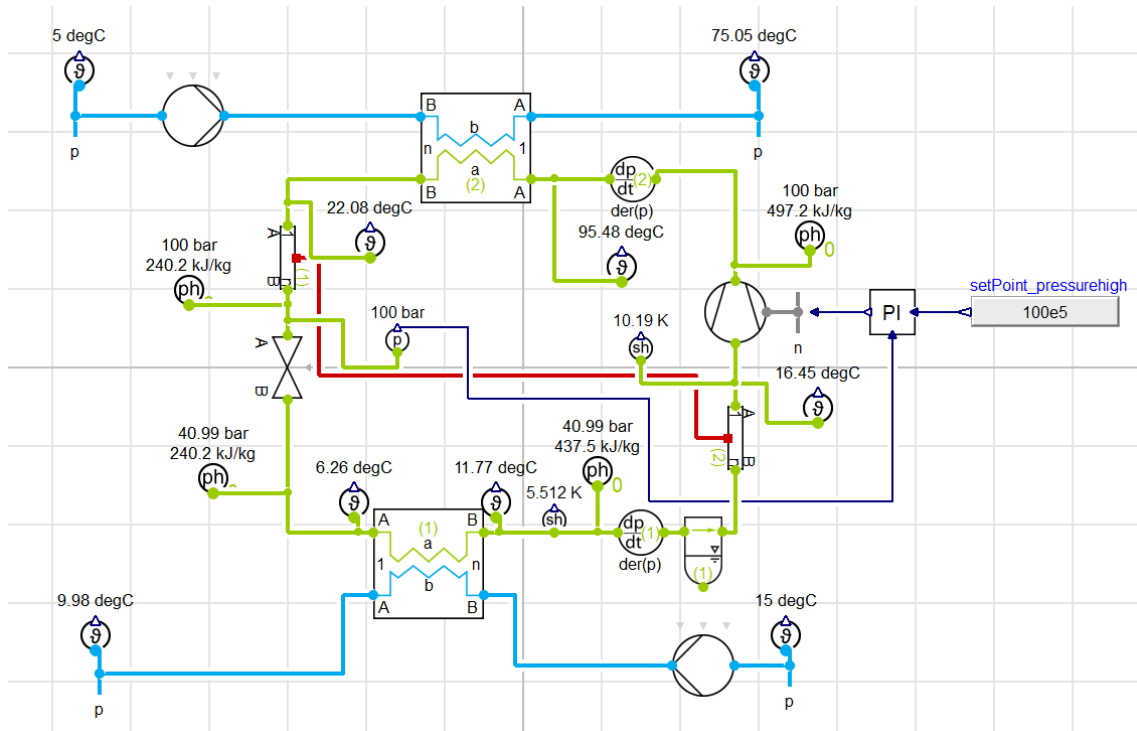 5 degC
75.05 degC
ϑ
ϑ
p
p
B
A
b
n
1
a
(2)
B
A
dp
dt
(2)
der(p)
100 bar
497.2 kJ/kg
ph
0
22.08 degC
ϑ
95.48 degC
ϑ
A
1
(1)
B
100 bar
240.2 kJ/kg
ph
setPoint_pressurehigh
100e5
PI
n
100 bar
p
10.19 K
sh
A
B
16.45 degC
ϑ
A
1
(2)
B
40.99 bar
240.2 kJ/kg
ph
0
6.26 degC
ϑ
11.77 degC
ϑ
5.512 K
sh
40.99 bar
437.5 kJ/kg
ph
0
A
B
(1)
a
1
n
b
A
B
dp
dt
(1)
der(p)
(1)
9.98 degC
ϑ
p
15 degC
ϑ
p